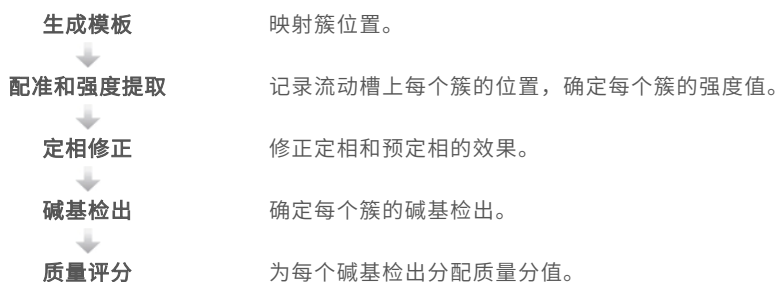 生成模板 映射簇位置。
配准和强度提取 记录流动槽上每个簇的位置，确定每个簇的强度值。
定相修正 修正定相和预定相的效果。
碱基检出 确定每个簇的碱基检出。
质量评分 为每个碱基检出分配质量分值。